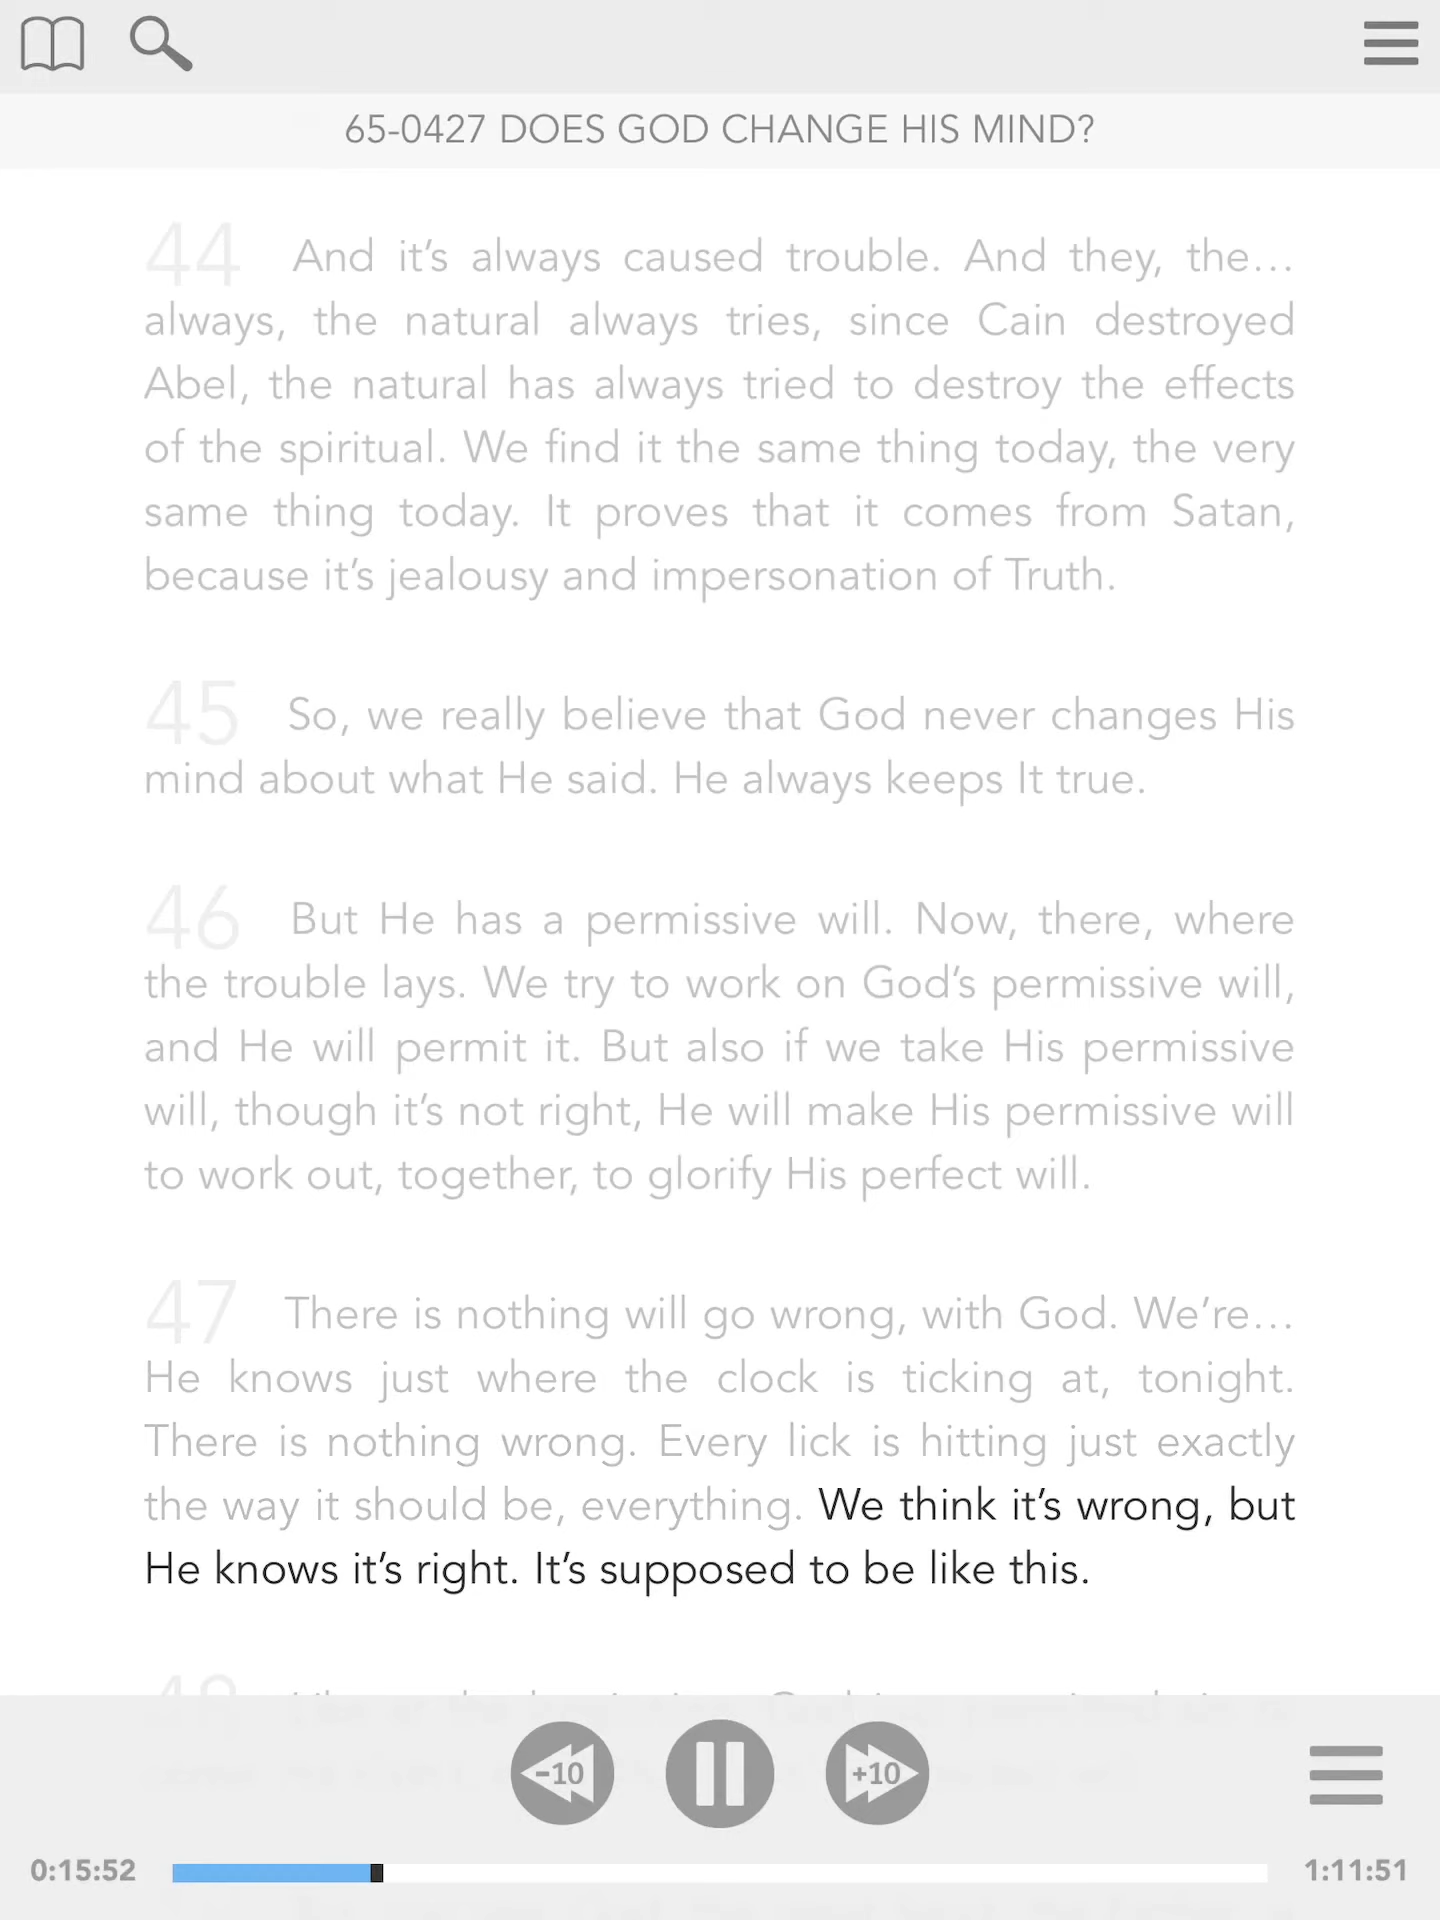 65-0427 DOES GOD CHANGE HIS MIND?
44 And it’s always caused trouble. And they, the…
always, the natural always tries, since Cain destroyed
Abel, the natural has always tried to destroy the effects
of the spiritual. We find it the same thing today, the very
same thing today. It proves that it comes from Satan,
because it’s jealousy and impersonation of Truth.
45 So, we really believe that God never changes His
mind about what He said. He always keeps It true.
46 But He has a permissive will. Now, there, where
the trouble lays. We try to work on God’s permissive will,
and He will permit it. But also if we take His permissive
will, though it’s not right, He will make His permissive will
to work out, together, to glorify His perfect will.
47 There is nothing will go wrong, with God. We’re…
He knows just where the clock is ticking at, tonight.
There is nothing wrong. Every lick is hitting just exactly
the way it should be, everything. We think it’s wrong, but
He knows it’s right. It’s supposed to be like this.
-10 +10
0:15:52 1:11:51